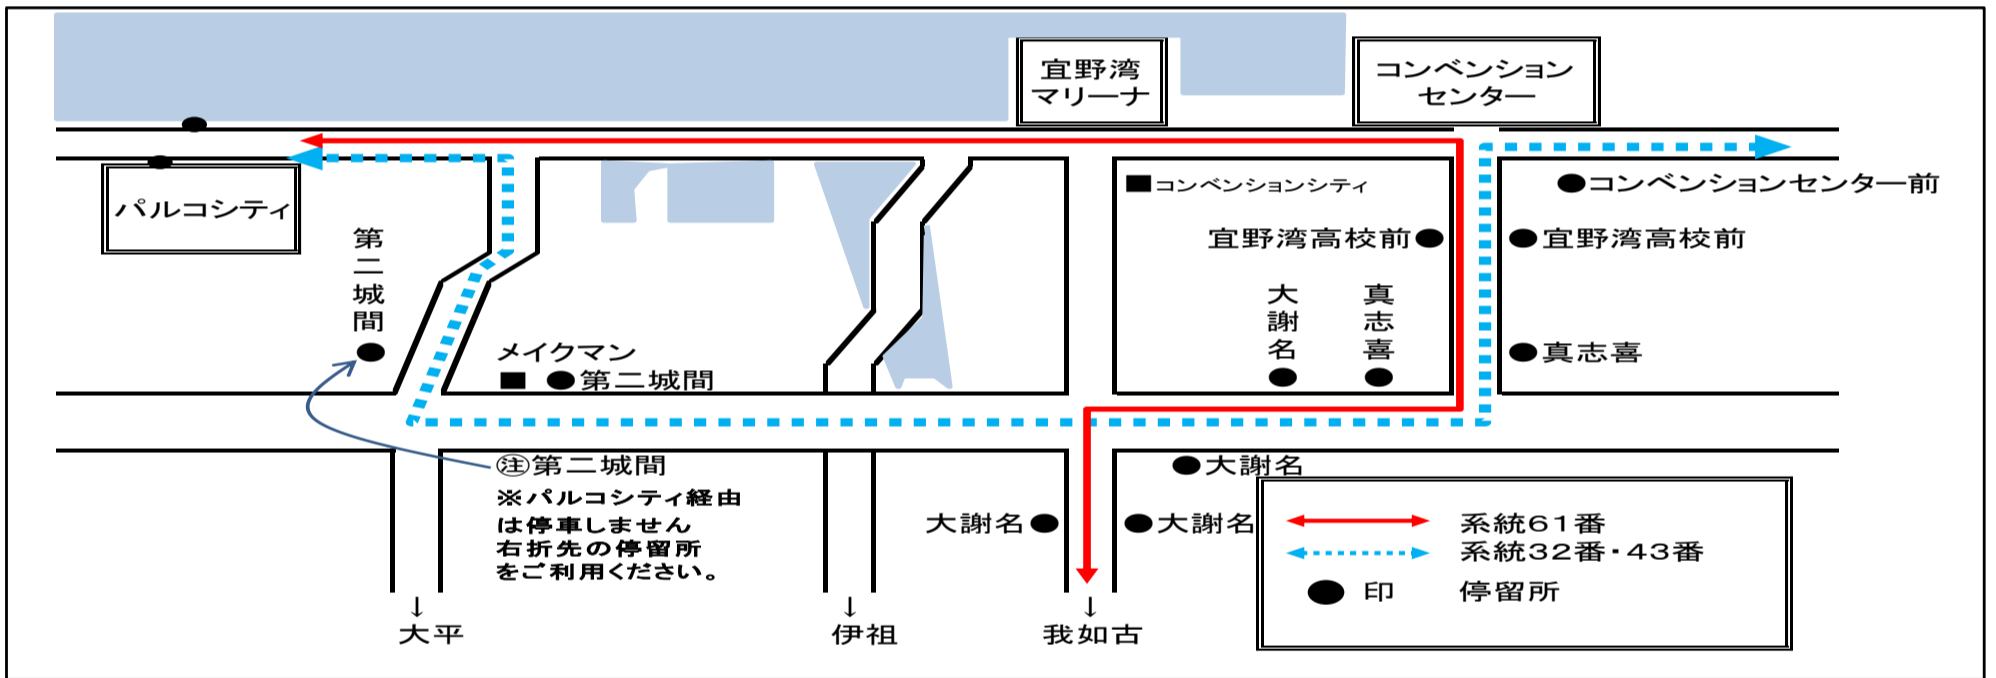 宜野湾
マリーナ
コンベンション
センター
パルコシティ
■コンベンションシティ
●コンベンションセンター前
宜野湾高校前●
●宜野湾高校前
第二城間
大謝名
真志喜
●真志喜
メイクマン
■ ●第二城間
㊟第二城間
※パルコシティ経由
は停車しません
右折先の停留所
をご利用ください。
●大謝名
大謝名●
●大謝名
系統61番
系統32番・43番
● 印 停留所
↓
大平
↓
伊祖
↓
我如古